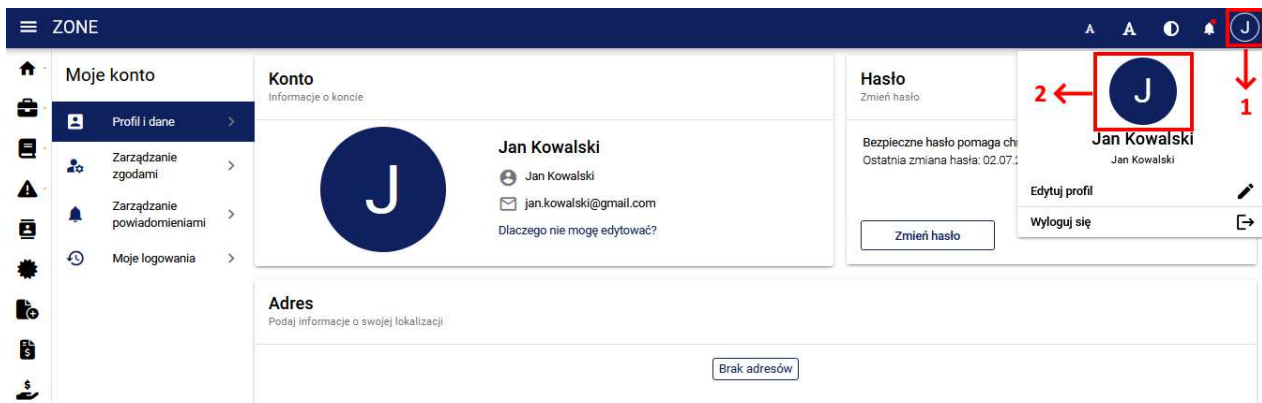 ZONE
A A J
1
Moje konto
Profil i dane
Zarządzanie
zgodami
Zarządzanie
powiadomieniami
Moje logowania
Konto
Informacje o koncie
J
Jan Kowalski
Jan Kowalski
jan.kowalski@gmail.com
Dlaczego nie mogę edytować?
Hasło
Zmień hasło
Bezpieczne hasło pomaga
Ostatnia zmiana hasła: 02.07.
Zmień hasło
2
J
Jan Kowalski
Jan Kowalski
Edytuj profil
Wyloguj się
Adres
Podaj informacje o swojej lokalizacji
Brak adresów